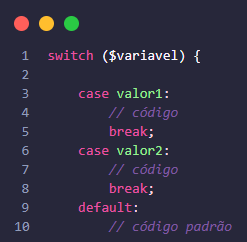 1 switch ($variavel) {
2
3 case valor1:
4 // código
5 break;
6 case valor2:
7 // código
8 break;
9 default:
10 // código padrão